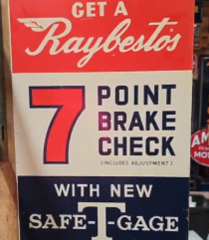 GET A
Raybestos
7 POINT
BRAKE
CHECK
(INCLUDES ADJUSTMENT)
WITH NEW
SAFE-T-GAGE